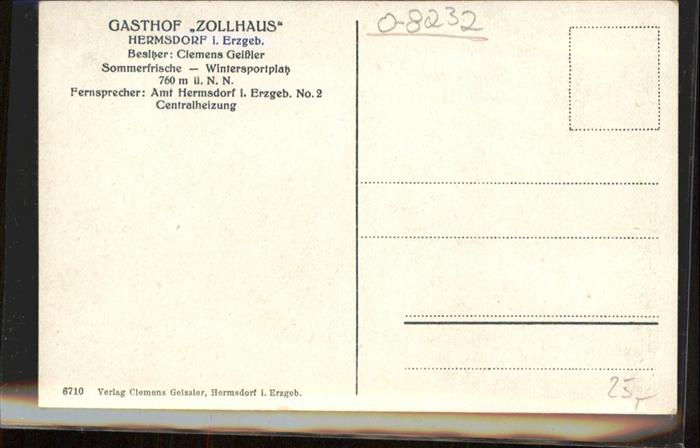 GASTHOF „ZOLLHAUS“
HERMSDORF i. Erzgeb.
Besitzer: Clemens Geißler
Sommerfrische — Wintersportplatz
760 m ü. N. N.
Fernsprecher: Amt Hermsdorf i. Erzgeb. No. 2
Centralheizung
0-8232
6710 Verlag Clemens Geissler, Hermsdorf i. Erzgeb.
25,-